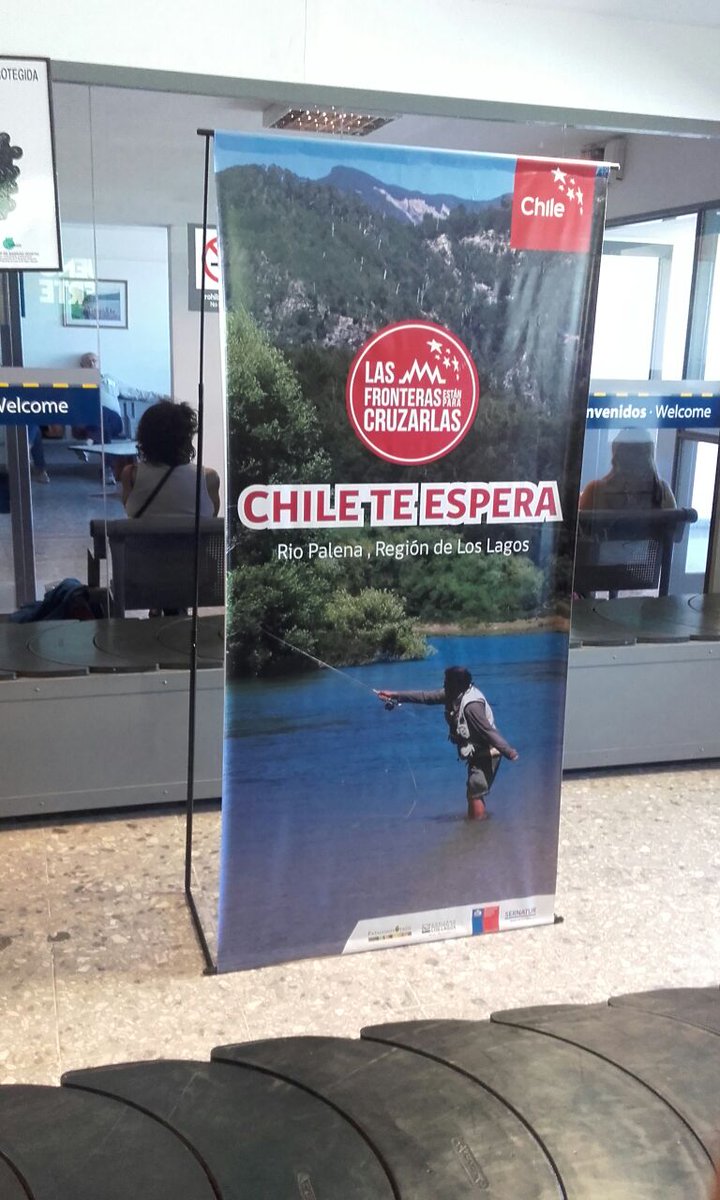 OTEGIDA
Chile
LAS
FRONTERAS ESTÁN PARA
CRUZARLAS
Welcome
nvenidos · Welcome
CHILE TE ESPERA
Rio Palena , Región de Los Lagos
SERNATUR